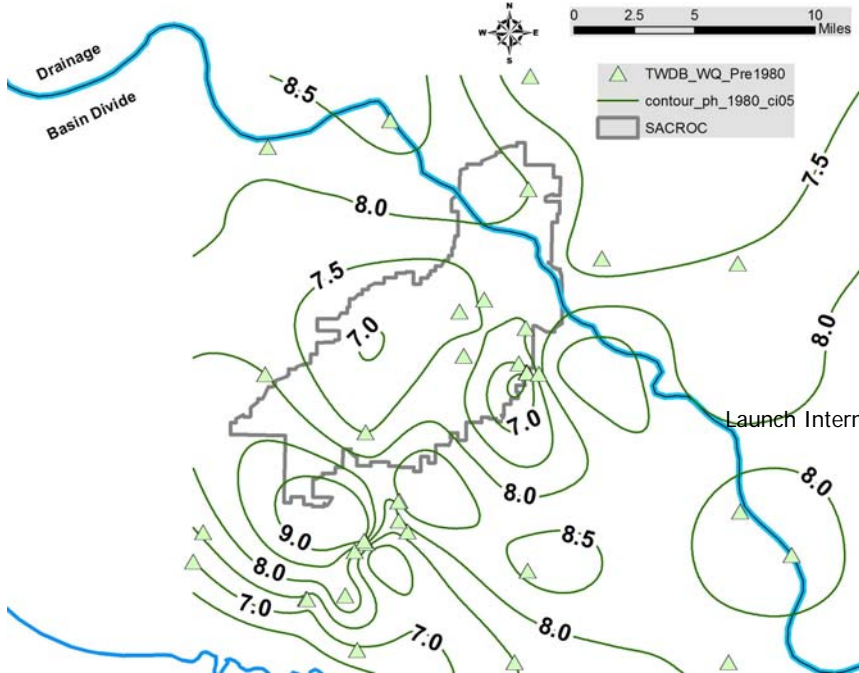 N
W E
S
0 2.5 5 10
Miles
Drainage
Basin Divide
TWDB_WQ_Pre1980
contour_ph_1980_ci05
SACROC
8.5
7.5
8.0
7.5
7.0
8.0
Launch Intern
7.0
8.0
8.0
9.0
8.5
8.0
7.0
7.0
8.0